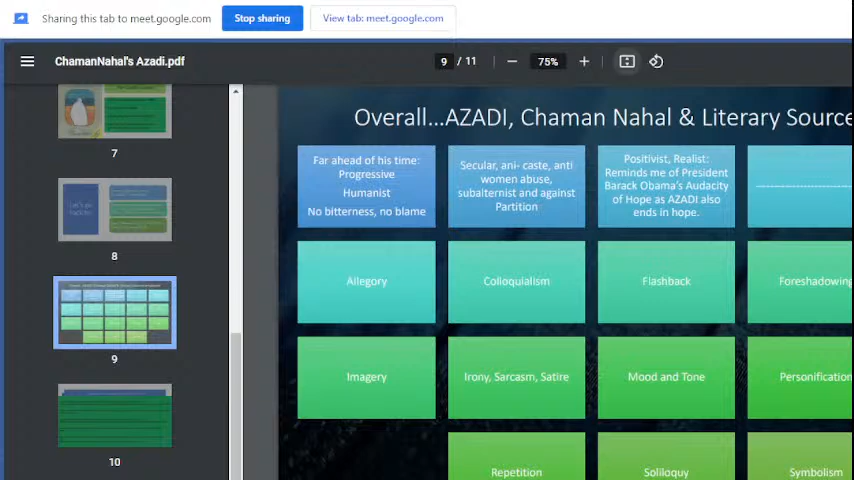 Sharing this tab to meet.google.com
Stop sharing
View tab: meet.google.com
ChamanNahal's Azadi.pdf
9 / 11
75%
7
8
9
10
Overall...AZADI, Chaman Nahal & Literary Source
Far ahead of his time:
Progressive
Humanist
No bitterness, no blame
Secular, ani- caste, anti
women abuse,
subalternist and against
Partition
Positivist, Realist:
Reminds me of President
Barack Obama's Audacity
of Hope as AZADI also
ends in hope.
Allegory
Colloquialism
Flashback
Foreshadowing
Imagery
Irony, Sarcasm, Satire
Mood and Tone
Personification
Repetition
Soliloquy
Symbolism